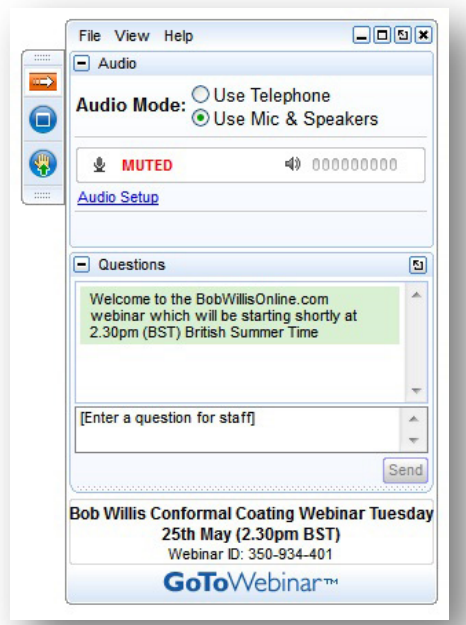 File View Help
Audio
Audio Mode: Use Telephone
Use Mic & Speakers
MUTED 000000000
Audio Setup
Questions
Welcome to the BobWillisOnline.com
webinar which will be starting shortly at
2.30pm (BST) British Summer Time
[Enter a question for staff]
Send
Bob Willis Conformal Coating Webinar Tuesday
25th May (2.30pm BST)
Webinar ID: 350-934-401
GoToWebinar™